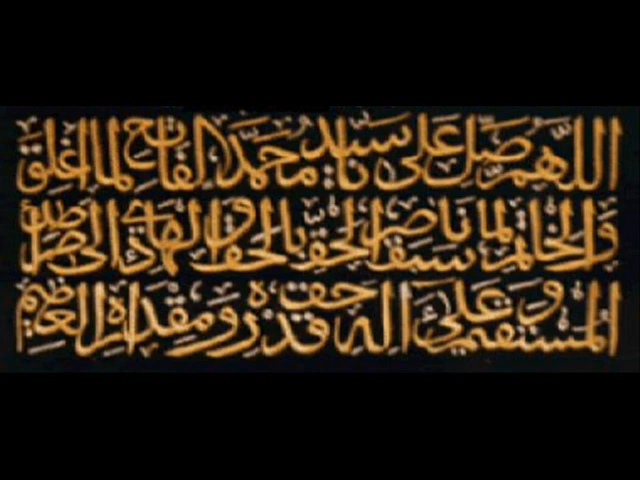 اللهم صل على سيدنا محمد الفاتح لما اغلق
والخاتم لما سبق ناصر الحق بالحق والهادي الى صراطك
المستقيم وعلى اله حق قدره ومقداره العظيم